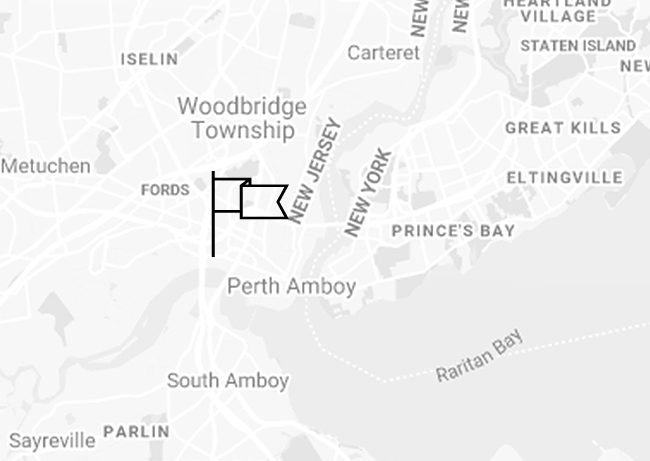 NEW
NEW
HEARTLAND
VILLAGE
STATEN ISLAND
NEW
ISELIN
Carteret
Woodbridge
Township
GREAT KILLS
Metuchen
FORDS
NEW JERSEY
NEW YORK
ELTINGVILLE
PRINCE'S BAY
Perth Amboy
Raritan Bay
South Amboy
Sayreville
PARLIN